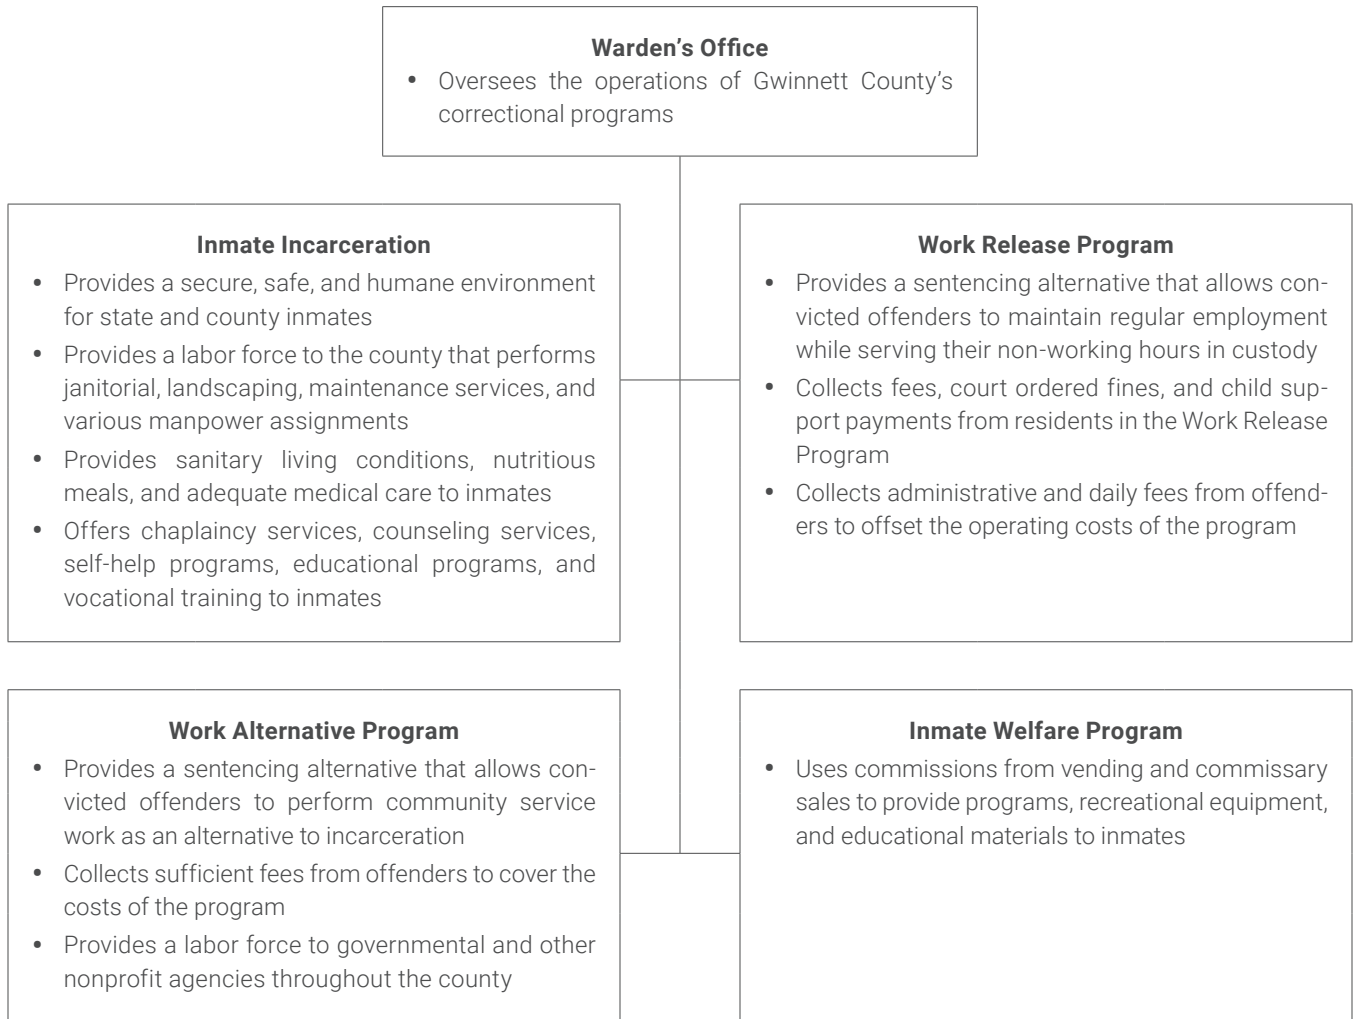 Warden’s Office
• Oversees the operations of Gwinnett County’s
correctional programs
Inmate Incarceration
• Provides a secure, safe, and humane environment
for state and county inmates
• Provides a labor force to the county that performs
janitorial, landscaping, maintenance services, and
various manpower assignments
• Provides sanitary living conditions, nutritious
meals, and adequate medical care to inmates
• Offers chaplaincy services, counseling services,
self-help programs, educational programs, and
vocational training to inmates
Work Release Program
• Provides a sentencing alternative that allows con-
victed offenders to maintain regular employment
while serving their non-working hours in custody
• Collects fees, court ordered fines, and child sup-
port payments from residents in the Work Release
Program
• Collects administrative and daily fees from offend-
ers to offset the operating costs of the program
Work Alternative Program
• Provides a sentencing alternative that allows con-
victed offenders to perform community service
work as an alternative to incarceration
• Collects sufficient fees from offenders to cover the
costs of the program
• Provides a labor force to governmental and other
nonprofit agencies throughout the county
Inmate Welfare Program
• Uses commissions from vending and commissary
sales to provide programs, recreational equipment,
and educational materials to inmates